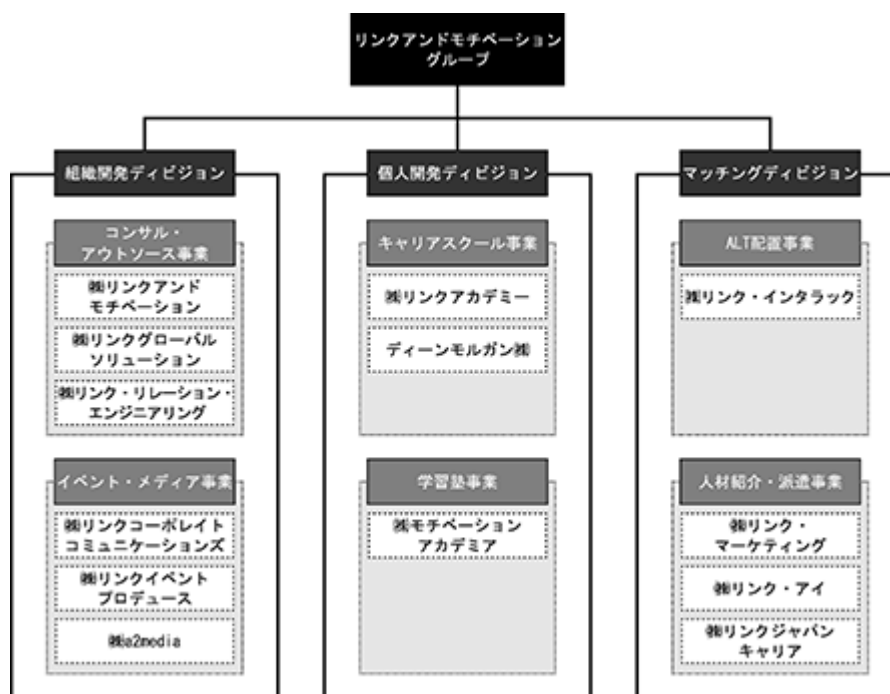 リンクアンドモチベーション
グループ
組織開発ディビジョン
コンサル・
アウトソース事業
㈱リンクアンド
モチベーション
㈱リンクグローバル
ソリューション
㈱リンク・リレーション・
エンジニアリング
イベント・メディア事業
㈱リンクコーポレイト
コミュニケーションズ
㈱リンクイベント
プロデュース
㈱a2media
個人開発ディビジョン
キャリアスクール事業
㈱リンクアカデミー
ディーンモルガン㈱
学習塾事業
㈱モチベーション
アカデミア
マッチングディビジョン
ALT配置事業
㈱リンク・インタラック
人材紹介・派遣事業
㈱リンク・
マーケティング
㈱リンク・アイ
㈱リンクジャパン
キャリア